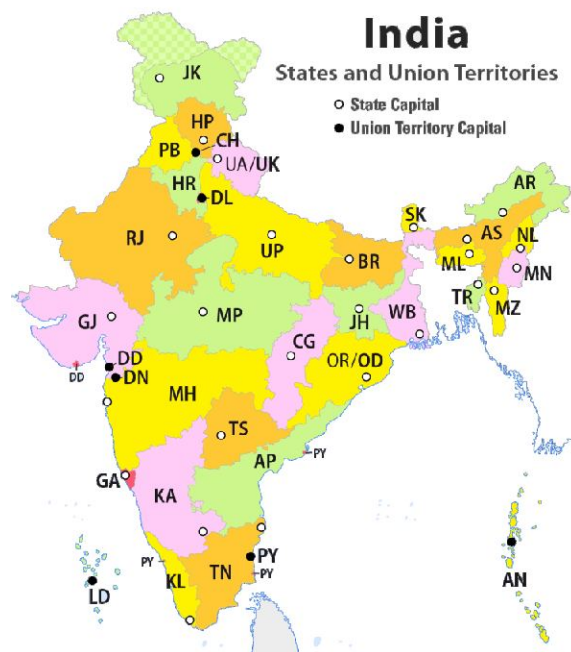 India
States and Union Territories
State Capital
Union Territory Capital
JK
HP
CH
PB
UA/UK
HR
DL
AR
SK
RJ
UP
AS
NL
BR
ML
MN
GJ
MP
JH
WB
TR
MZ
CG
DD
OR/OD
DD
DN
MH
TS
AP
PY
GA
KA
PY
PY
KL
TN
PY
AN
LD